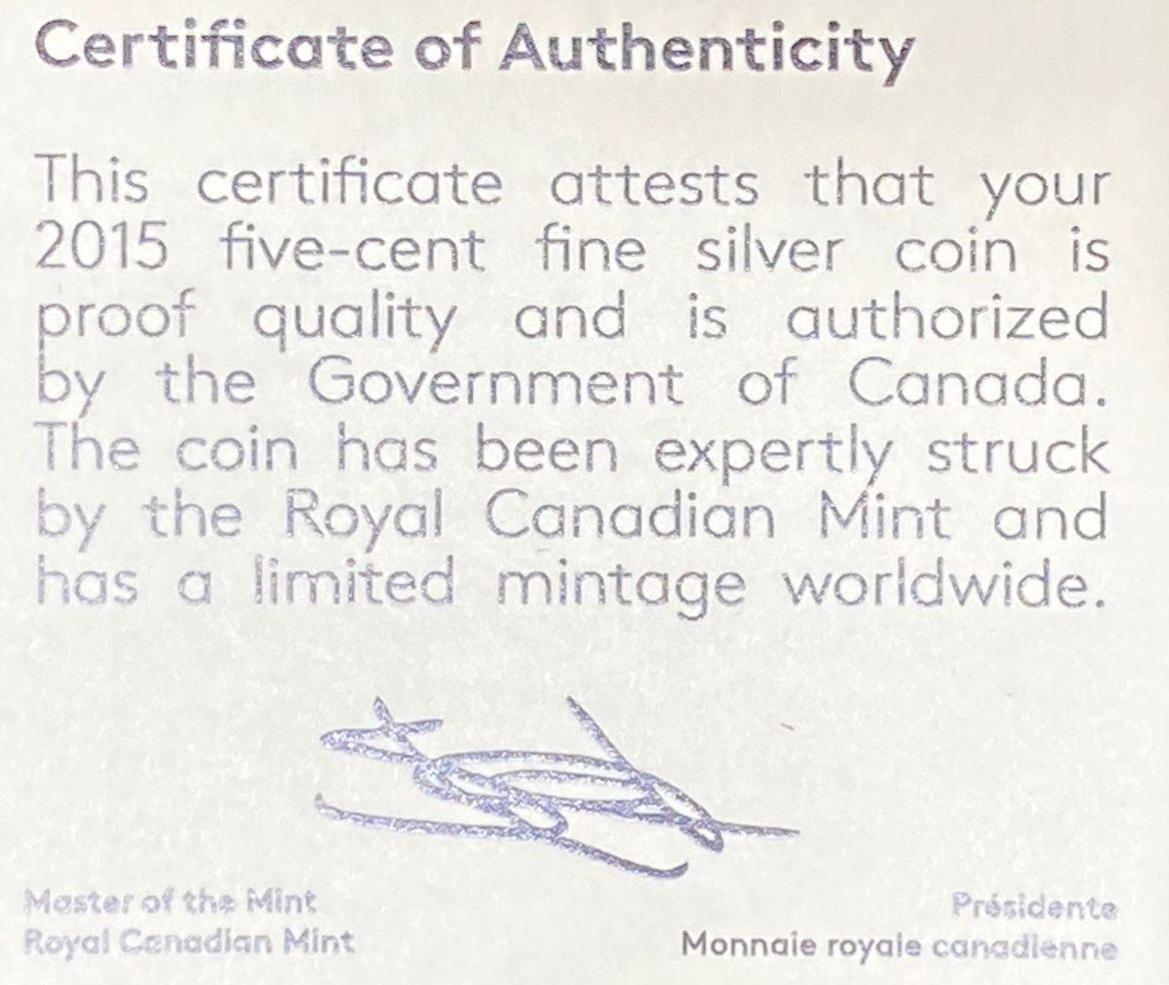 Certificate of Authenticity
This certificate attests that your
2015 five-cent fine silver coin is
proof quality and is authorized
by the Government of Canada.
The coin has been expertly struck
by the Royal Canadian Mint and
has a limited mintage worldwide.
Master of the Mint
Royal Canadian Mint
Présidente
Monnaie royale canadienne